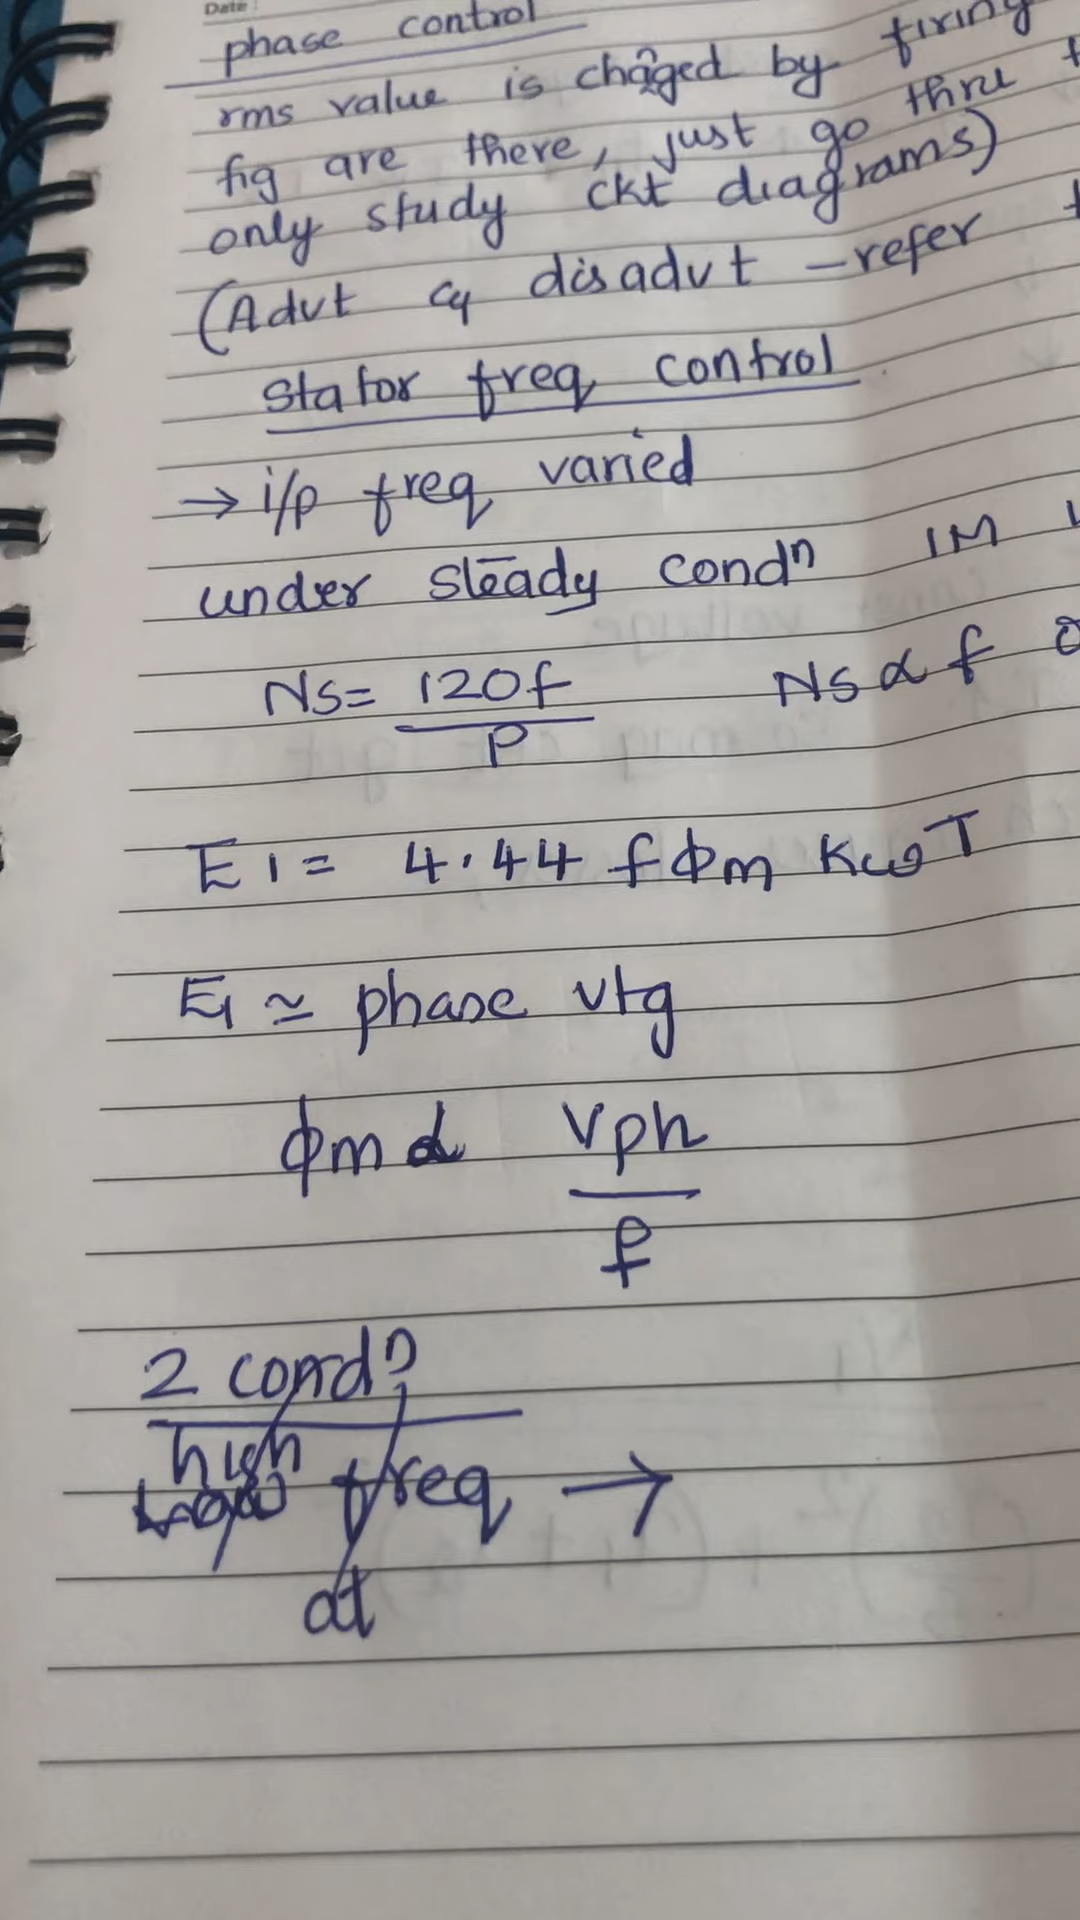 Date :
phase control
rms value is chaged by firing
fig are there, just go thru
only study ckt diagrams)
(Advt & disadvt – refer
stator freq control
→ i/p freq varied
under steady condn IM
Ns = 120f Ns α f
P
E1 = 4.44 f ϕm Kw T
E1 ≃ phase vtg
ϕm α Vph
f
2 condn
high
freq →
at